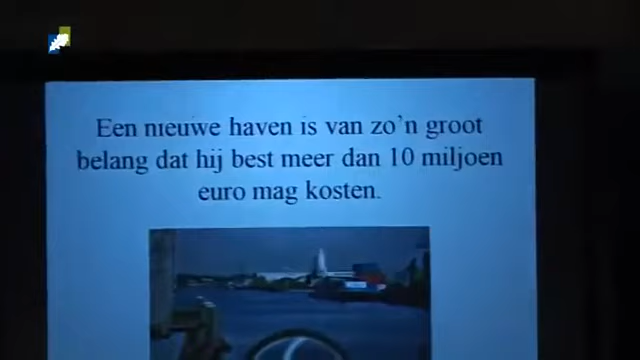 Een nieuwe haven is van zo'n groot
belang dat hij best meer dan 10 miljoen
euro mag kosten.